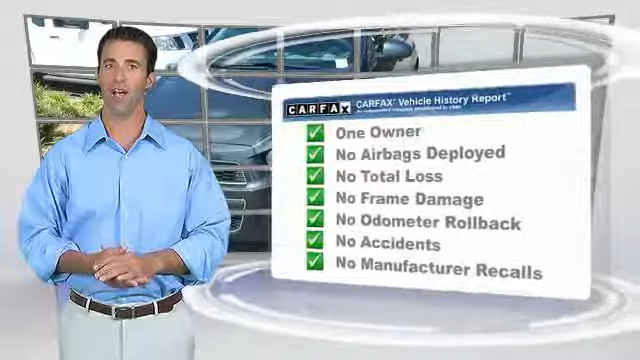 CARFAX CARFAX™ Vehicle History Report™
One Owner
No Airbags Deployed
No Total Loss
No Frame Damage
No Odometer Rollback
No Accidents
No Manufacturer Recalls